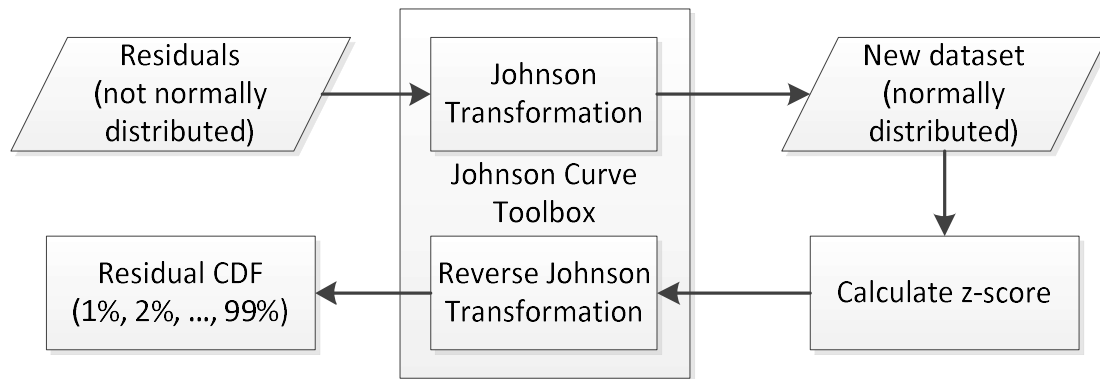 Residuals
(not normally
distributed)
Johnson
Transformation
New dataset
(normally
distributed)
Johnson Curve
Toolbox
Residual CDF
(1%, 2%, ..., 99%)
Reverse Johnson
Transformation
Calculate z-score